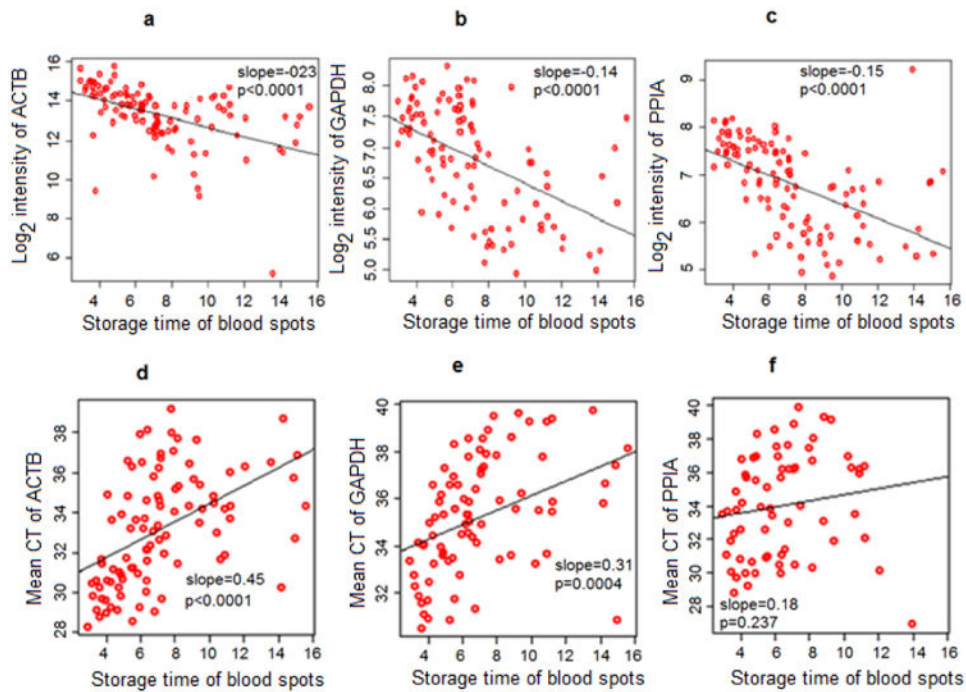 a
b
c
slope=-023
p<0.0001
slope=-0.14
p<0.0001
slope=-0.15
p<0.0001
Log2 intensity of ACTB
16
14
12
10
8
6
Log2 intensity of GAPDH
8.0
7.5
7.0
6.5
6.0
5.5
5.0
Log2 intensity of PPIA
9
8
7
6
5
4 6 8 10 12 14 16
4 6 8 10 12 14 16
4 6 8 10 12 14 16
Storage time of blood spots
Storage time of blood spots
Storage time of blood spots
d
e
f
Mean CT of ACTB
38
36
34
32
30
28
Mean CT of GAPDH
40
38
36
34
32
Mean CT of PPIA
40
38
36
34
32
30
28
slope=0.45
p<0.0001
slope=0.31
p=0.0004
slope=0.18
p=0.237
4 6 8 10 12 14 16
4 6 8 10 12 14 16
4 6 8 10 12 14 16
Storage time of blood spots
Storage time of blood spots
Storage time of blood spots